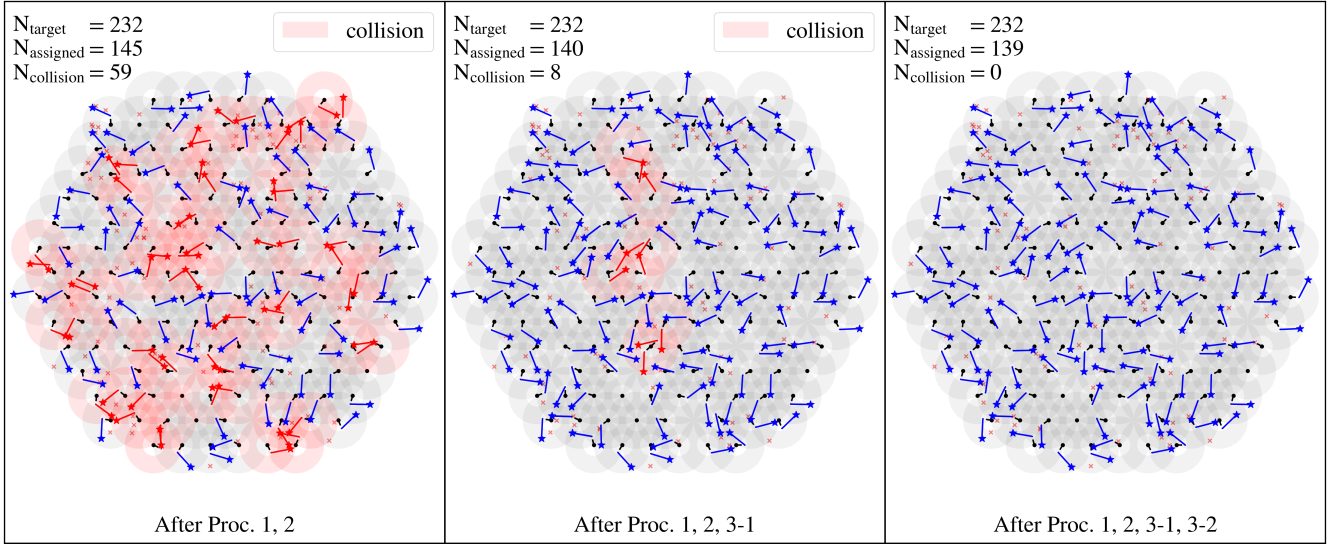 N_target = 232
N_assigned = 145
N_collision = 59
collision
After Proc. 1, 2
N_target = 232
N_assigned = 140
N_collision = 8
collision
After Proc. 1, 2, 3-1
N_target = 232
N_assigned = 139
N_collision = 0
After Proc. 1, 2, 3-1, 3-2